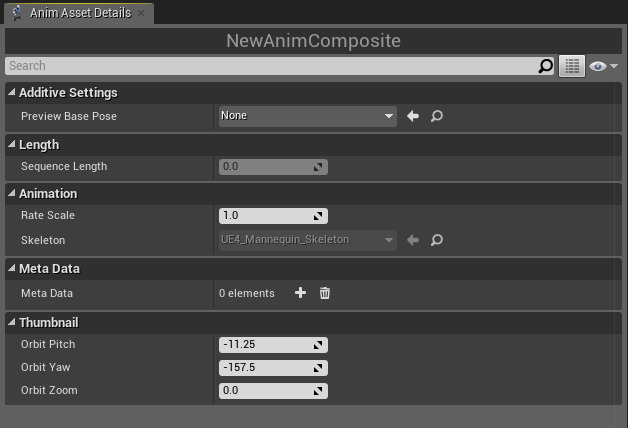 Anim Asset Details
NewAnimComposite
Search
Additive Settings
Preview Base Pose None
Length
Sequence Length 0.0
Animation
Rate Scale 1.0
Skeleton UE4_Mannequin_Skeleton
Meta Data
Meta Data 0 elements
Thumbnail
Orbit Pitch -11.25
Orbit Yaw -157.5
Orbit Zoom 0.0